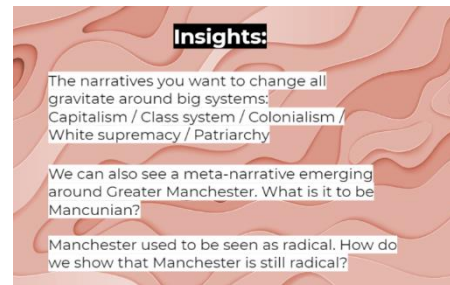 Insights:
The narratives you want to change all
gravitate around big systems:
Capitalism / Class system / Colonialism /
White supremacy / Patriarchy
We can also see a meta-narrative emerging
around Greater Manchester. What is it to be
Mancunian?
Manchester used to be seen as radical. How do
we show that Manchester is still radical?